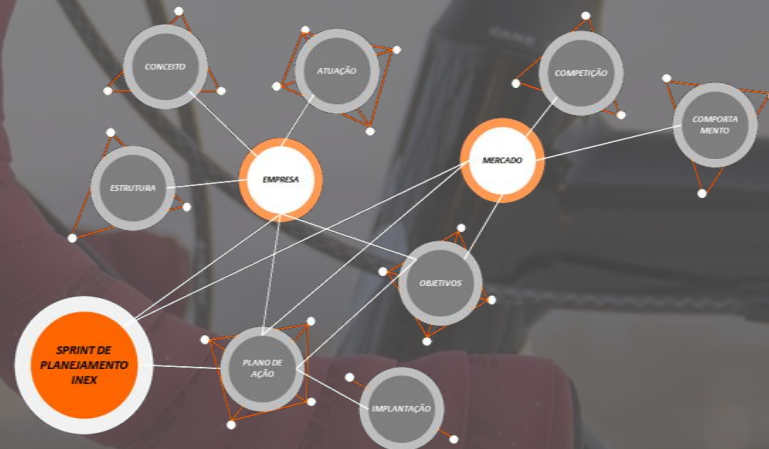 CONCEITO
ATUAÇÃO
COMPETIÇÃO
COMPORTA
MENTO
ESTRUTURA
EMPRESA
MERCADO
OBJETIVOS
SPRINT DE
PLANEJAMENTO
INEX
PLANO DE
AÇÃO
IMPLANTAÇÃO